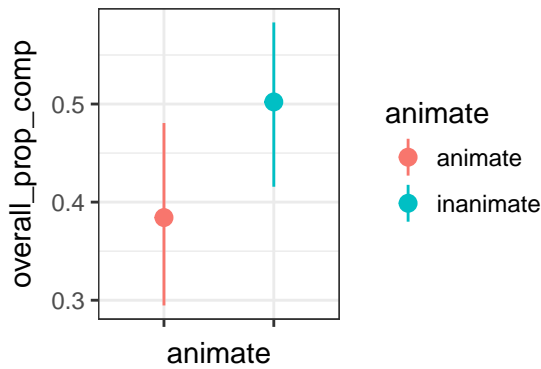 overall_prop_comp
0.5
0.4
0.3
animate
animate
animate
inanimate